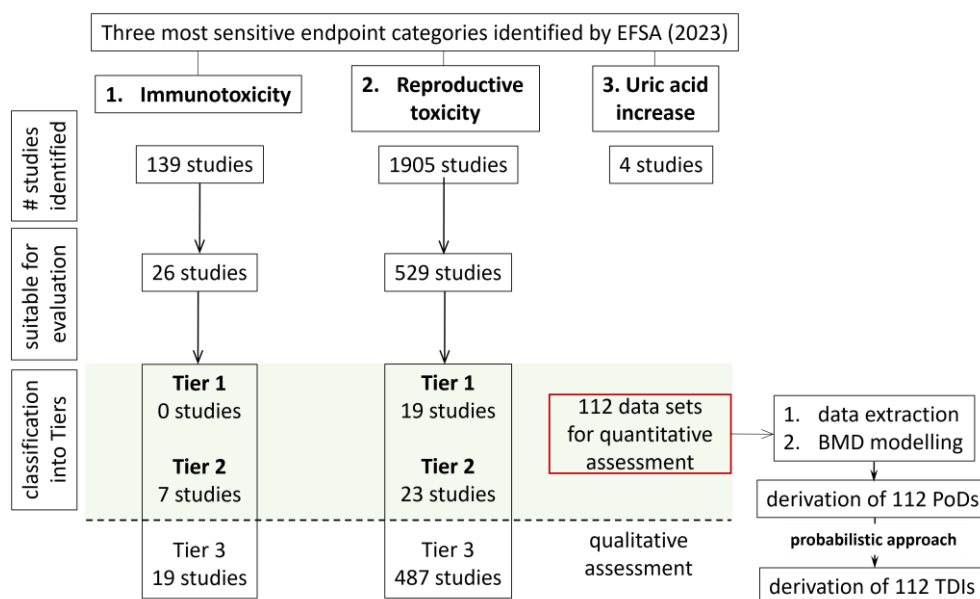 Three most sensitive endpoint categories identified by EFSA (2023)
1. Immunotoxicity
2. Reproductive
toxicity
3. Uric acid
increase
# studies
identified
139 studies
1905 studies
4 studies
suitable for
evaluation
26 studies
529 studies
classification
into Tiers
Tier 1
0 studies
Tier 2
7 studies
Tier 3
19 studies
Tier 1
19 studies
Tier 2
23 studies
Tier 3
487 studies
112 data sets
for quantitative
assessment
qualitative
assessment
1. data extraction
2. BMD modelling
derivation of 112 PoDs
probabilistic approach
derivation of 112 TDIs